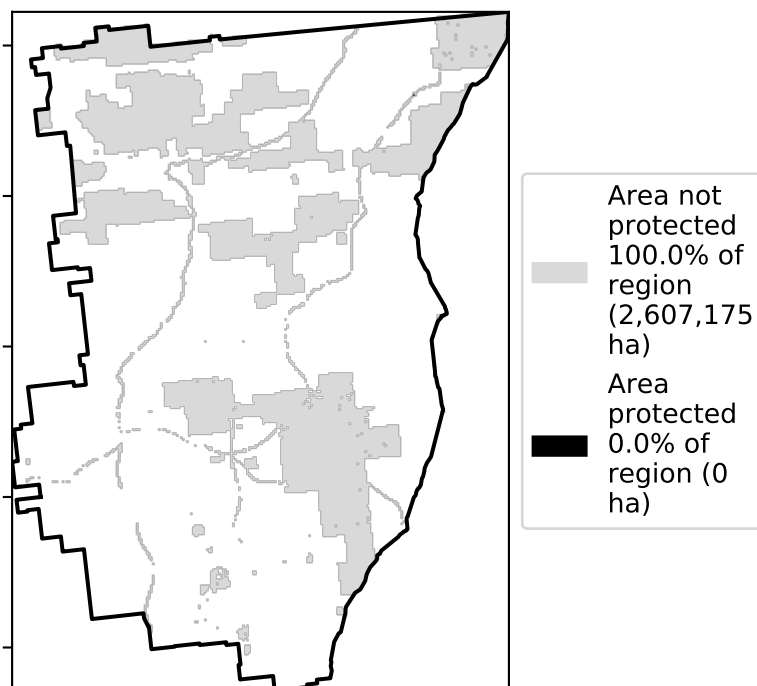 Area not
protected
100.0% of
region
(2,607,175
ha)
Area
protected
0.0% of
region (0
ha)